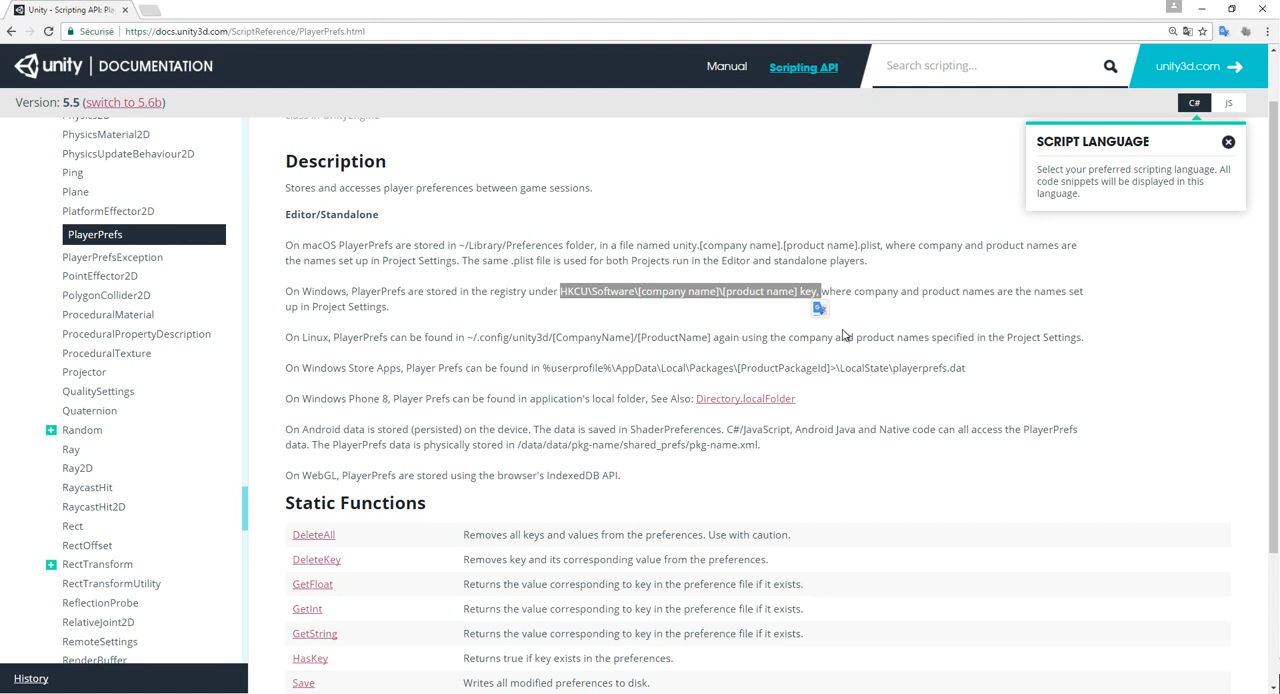 Unity - Scripting API: Pla
Sécurisé https://docs.unity3d.com/ScriptReference/PlayerPrefs.html
unity DOCUMENTATION
Manual
Scripting API
Search scripting...
unity3d.com
Version: 5.5 (switch to 5.6b)
C#
JS
SCRIPT LANGUAGE
Select your preferred scripting language. All
code snippets will be displayed in this
language.
Physics2D
PhysicsMaterial2D
PhysicsUpdateBehaviour2D
Ping
Plane
PlatformEffector2D
PlayerPrefs
PlayerPrefsException
PointEffector2D
PolygonCollider2D
ProceduralMaterial
ProceduralPropertyDescription
ProceduralTexture
Projector
QualitySettings
Quaternion
Random
Ray
Ray2D
RaycastHit
RaycastHit2D
Rect
RectOffset
RectTransform
RectTransformUtility
ReflectionProbe
RelativeJoint2D
RemoteSettings
RenderBuffer
History
class in UnityEngine
Description
Stores and accesses player preferences between game sessions.
Editor/Standalone
On macOS PlayerPrefs are stored in ~/Library/Preferences folder, in a file named unity.[company name].[product name].plist, where company and product names are
the names set up in Project Settings. The same .plist file is used for both Projects run in the Editor and standalone players.
On Windows, PlayerPrefs are stored in the registry under HKCU\Software\[company name]\[product name] key, where company and product names are the names set
up in Project Settings.
On Linux, PlayerPrefs can be found in ~/.config/unity3d/[CompanyName]/[ProductName] again using the company and product names specified in the Project Settings.
On Windows Store Apps, Player Prefs can be found in %userprofile%\AppData\Local\Packages\[ProductPackageId]>\LocalState\playerprefs.dat
On Windows Phone 8, Player Prefs can be found in application's local folder, See Also: Directory.localFolder
On Android data is stored (persisted) on the device. The data is saved in ShaderPreferences. C#/JavaScript, Android Java and Native code can all access the PlayerPrefs
data. The PlayerPrefs data is physically stored in /data/data/pkg-name/shared_prefs/pkg-name.xml.
On WebGL, PlayerPrefs are stored using the browser's IndexedDB API.
Static Functions
DeleteAll Removes all keys and values from the preferences. Use with caution.
DeleteKey Removes key and its corresponding value from the preferences.
GetFloat Returns the value corresponding to key in the preference file if it exists.
GetInt Returns the value corresponding to key in the preference file if it exists.
GetString Returns the value corresponding to key in the preference file if it exists.
HasKey Returns true if key exists in the preferences.
Save Writes all modified preferences to disk.